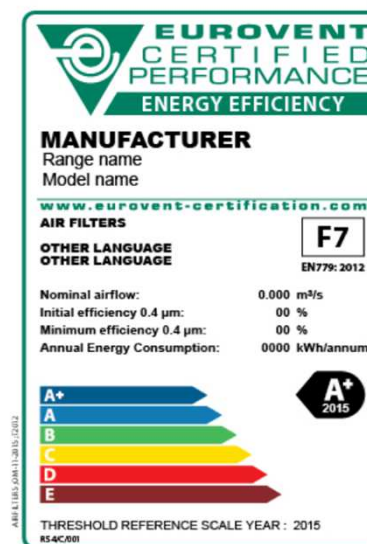 EUROVENT
CERTIFIED
PERFORMANCE
ENERGY EFFICIENCY
MANUFACTURER
Range name
Model name
www.eurovent-certification.com
AIR FILTERS
F7
OTHER LANGUAGE
OTHER LANGUAGE
EN779: 2012
Nominal airflow: 0.000 m³/s
Initial efficiency 0.4 µm: 00 %
Minimum efficiency 0.4 µm: 00 %
Annual Energy Consumption: 0000 kWh/annum
A+
A
B
C
D
E
A+
2015
THRESHOLD REFERENCE SCALE YEAR : 2015
RS4/C/001